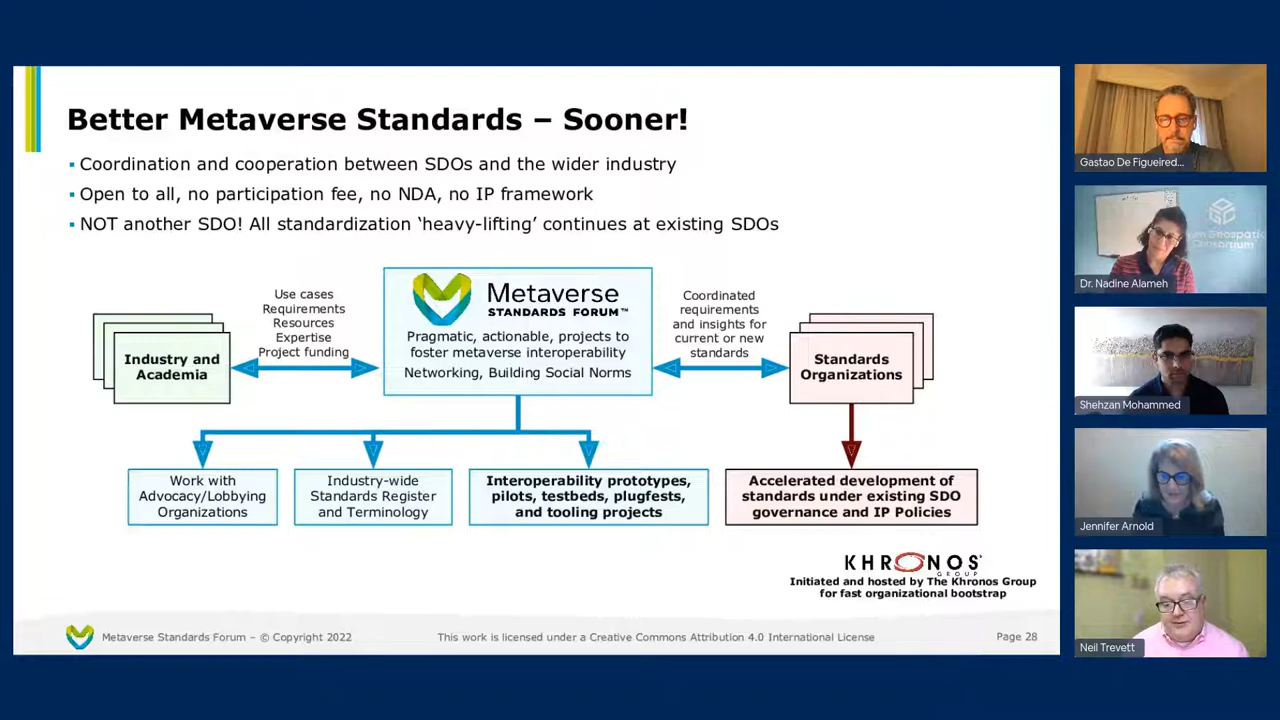 Better Metaverse Standards – Sooner!
▪ Coordination and cooperation between SDOs and the wider industry
▪ Open to all, no participation fee, no NDA, no IP framework
▪ NOT another SDO! All standardization ‘heavy-lifting’ continues at existing SDOs
Industry and
Academia
Use cases
Requirements
Resources
Expertise
Project funding
Metaverse
STANDARDS FORUM™
Pragmatic, actionable, projects to
foster metaverse interoperability
Networking, Building Social Norms
Coordinated
requirements
and insights for
current or new
standards
Standards
Organizations
Work with
Advocacy/Lobbying
Organizations
Industry-wide
Standards Register
and Terminology
Interoperability prototypes,
pilots, testbeds, plugfests,
and tooling projects
Accelerated development of
standards under existing SDO
governance and IP Policies
KHRONOS
GROUP
Initiated and hosted by The Khronos Group
for fast organizational bootstrap
Metaverse Standards Forum – © Copyright 2022
This work is licensed under a Creative Commons Attribution 4.0 International License
Page 28
Gastao De Figueired...
Dr. Nadine Alameh
Shehzan Mohammed
Jennifer Arnold
Neil Trevett